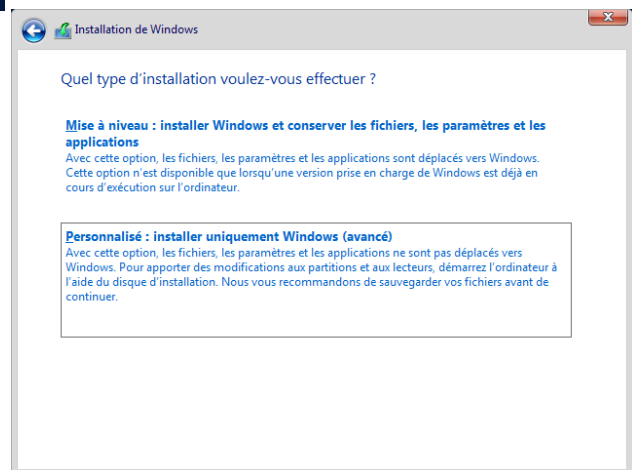 Installation de Windows
Quel type d'installation voulez-vous effectuer ?
Mise à niveau : installer Windows et conserver les fichiers, les paramètres et les
applications
Avec cette option, les fichiers, les paramètres et les applications sont déplacés vers Windows.
Cette option n'est disponible que lorsqu'une version prise en charge de Windows est déjà en
cours d'exécution sur l'ordinateur.
Personnalisé : installer uniquement Windows (avancé)
Avec cette option, les fichiers, les paramètres et les applications ne sont pas déplacés vers
Windows. Pour apporter des modifications aux partitions et aux lecteurs, démarrez l'ordinateur à
l'aide du disque d'installation. Nous vous recommandons de sauvegarder vos fichiers avant de
continuer.